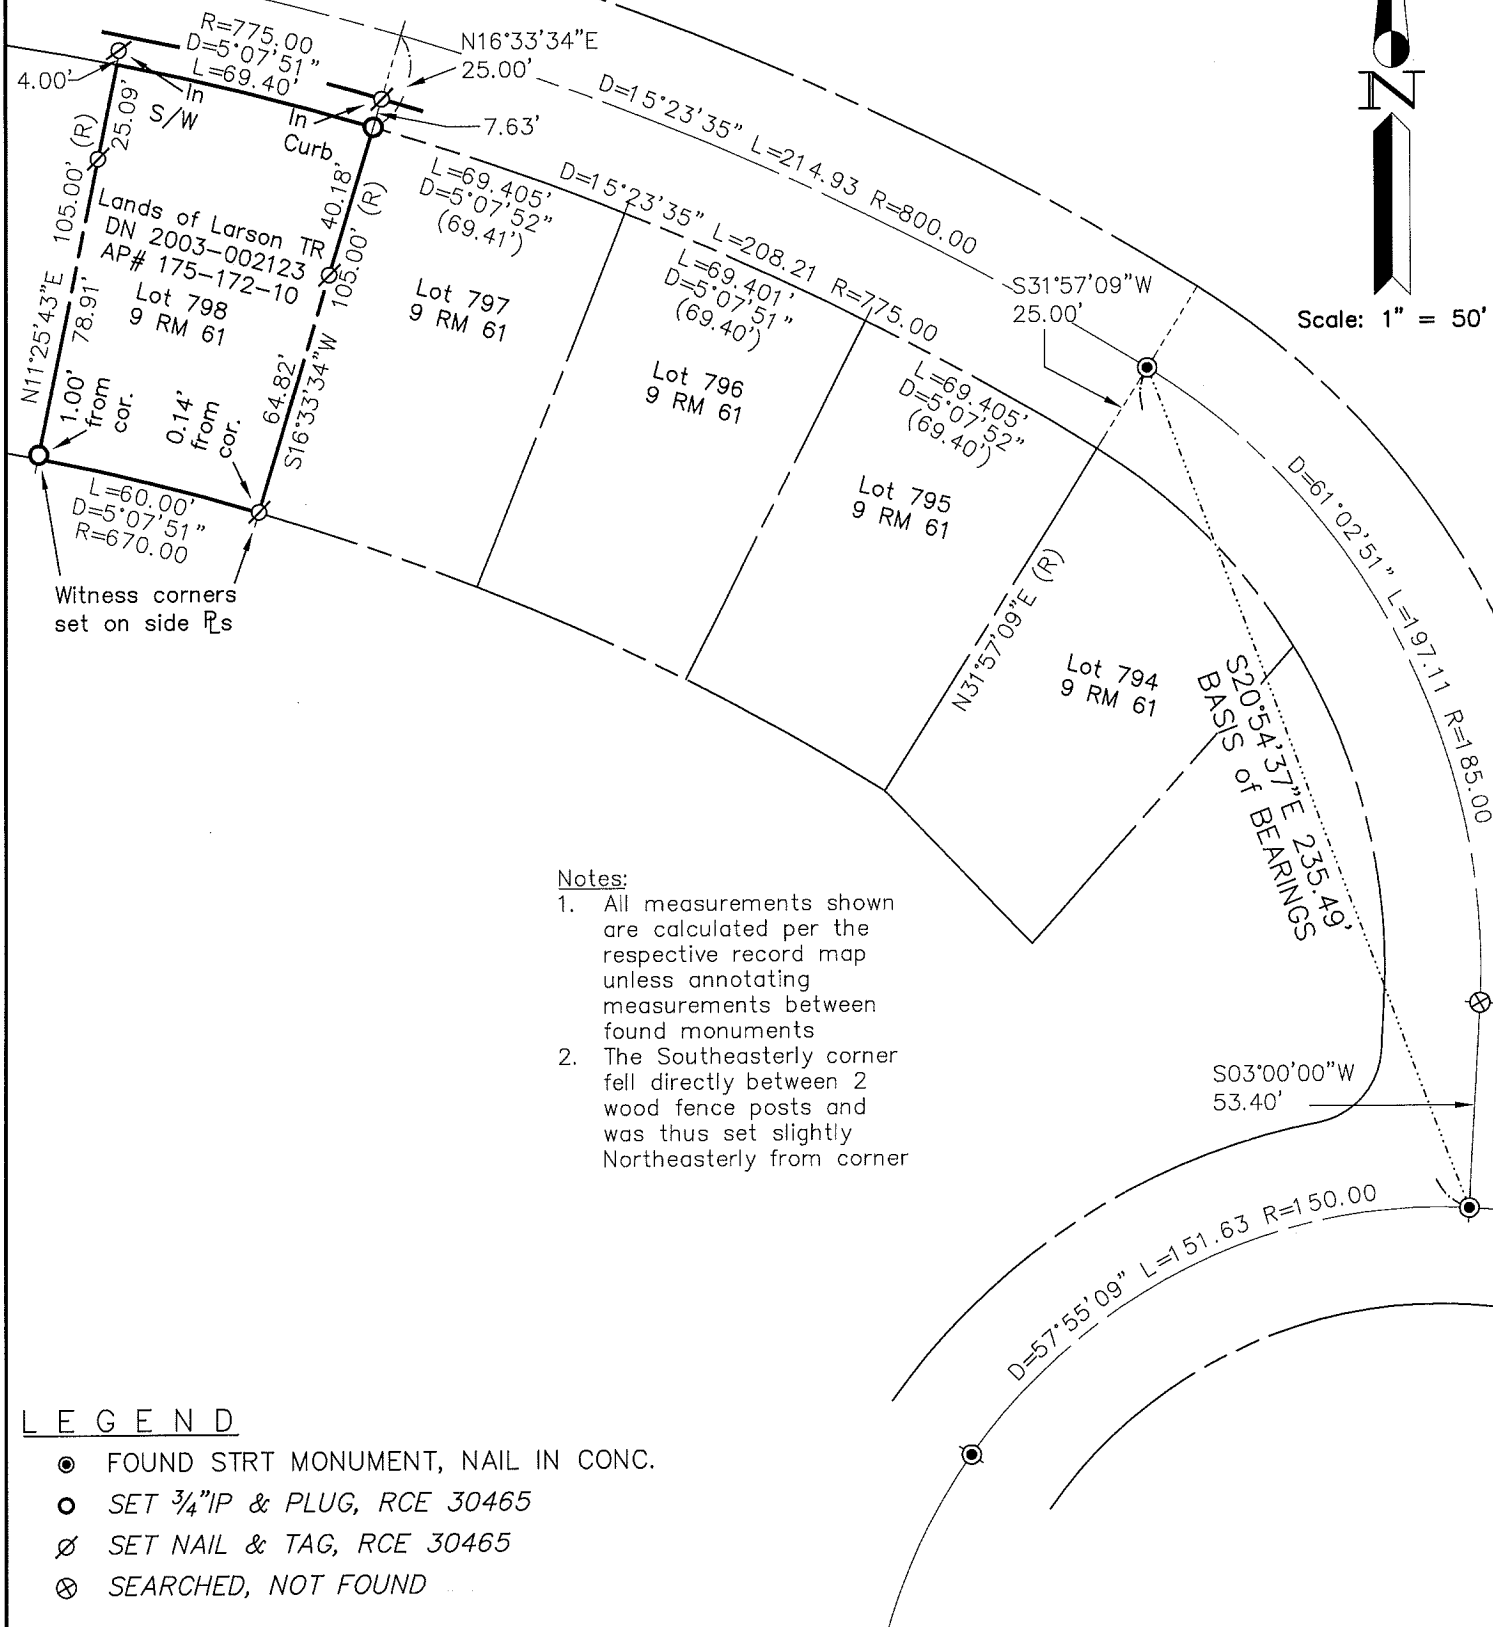 R=775.00
D=5°07'51"
L=69.40'
4.00'
In
S/W
In
Curb
N16°33'34"E
25.00'
7.63'
D=15°23'35" L=214.93 R=800.00
D=15°23'35" L=208.21 R=775.00
N
Scale: 1" = 50'
S31°57'09"W
25.00'
25.09
(R)
105.00'
N11°25'43"E
78.91'
Lands of Larson TR
DN 2003-002123
AP# 175-172-10
Lot 798
9 RM 61
40.18'
105.00' (R)
S16°33'34"W
64.82'
1.00'
from
cor.
0.14'
from
cor.
L=60.00'
D=5°07'51"
R=670.00
Witness corners
set on side PLs
L=69.405'
D=5°07'52"
(69.41')
Lot 797
9 RM 61
L=69.401'
D=5°07'51"
(69.40')
Lot 796
9 RM 61
L=69.405'
D=5°07'52"
(69.40')
Lot 795
9 RM 61
N31°57'09"E (R)
Lot 794
9 RM 61
D=61°02'51" L=197.11 R=185.00
S20°54'37"E 235.49'
BASIS of BEARINGS
Notes:
1. All measurements shown
are calculated per the
respective record map
unless annotating
measurements between
found monuments
2. The Southeasterly corner
fell directly between 2
wood fence posts and
was thus set slightly
Northeasterly from corner
S03°00'00"W
53.40'
D=57°55'09" L=151.63 R=150.00
LEGEND
FOUND STRT MONUMENT, NAIL IN CONC.
SET 3/4"IP & PLUG, RCE 30465
SET NAIL & TAG, RCE 30465
SEARCHED, NOT FOUND